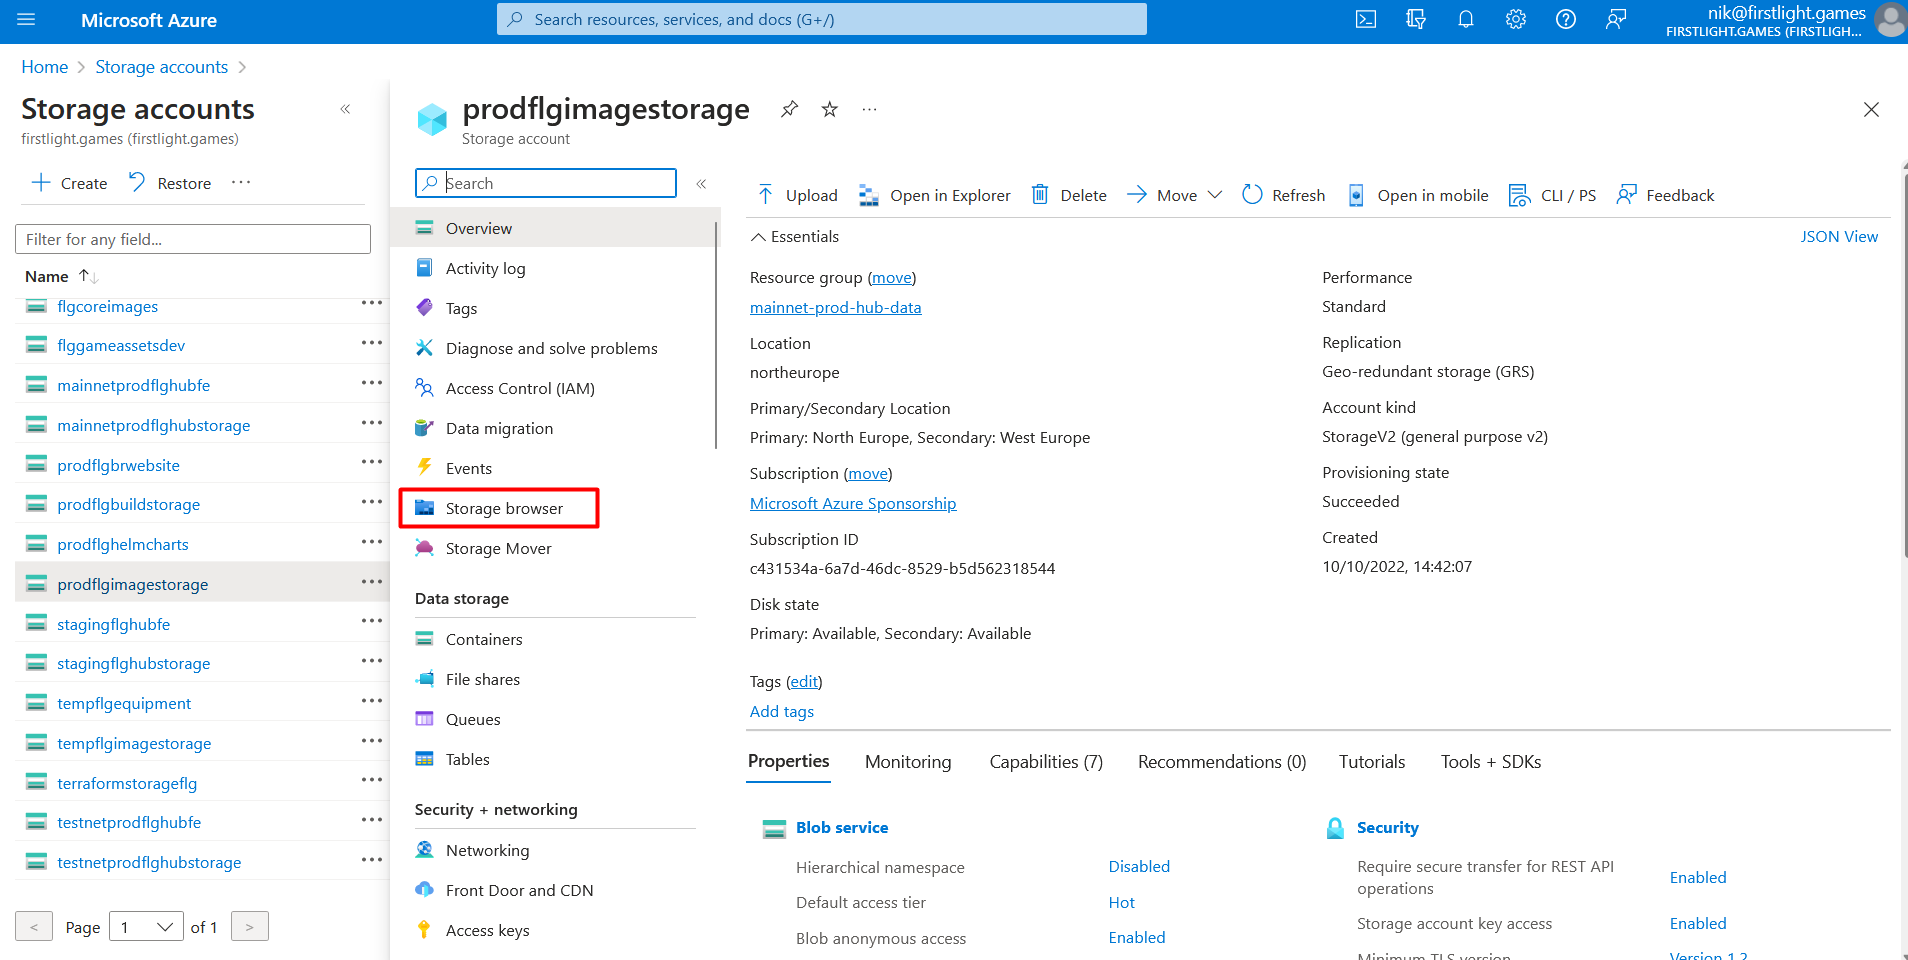 Microsoft Azure
Search resources, services, and docs (G+/)
nik@firstlight.games
FIRSTLIGHT.GAMES (FIRSTLIGH...
Home > Storage accounts >
Storage accounts
firstlight.games (firstlight.games)
Create
Restore
Filter for any field...
Name
flgcoreimages
flggameassetsdev
mainnetprodflghubfe
mainnetprodflghubstorage
prodflgbrwebsite
prodflgbuildstorage
prodflghelmcharts
prodflgimagestorage
stagingflghubfe
stagingflghubstorage
tempflgequipment
tempflgimagestorage
terraformstorageflg
testnetprodflghubfe
testnetprodflghubstorage
< Page 1 of 1 >
prodflgimagestorage
Storage account
Search
Overview
Activity log
Tags
Diagnose and solve problems
Access Control (IAM)
Data migration
Events
Storage browser
Storage Mover
Data storage
Containers
File shares
Queues
Tables
Security + networking
Networking
Front Door and CDN
Access keys
Upload
Open in Explorer
Delete
Move
Refresh
Open in mobile
CLI / PS
Feedback
Essentials
JSON View
Resource group (move)
mainnet-prod-hub-data
Location
northeurope
Primary/Secondary Location
Primary: North Europe, Secondary: West Europe
Subscription (move)
Microsoft Azure Sponsorship
Subscription ID
c431534a-6a7d-46dc-8529-b5d562318544
Disk state
Primary: Available, Secondary: Available
Tags (edit)
Add tags
Performance
Standard
Replication
Geo-redundant storage (GRS)
Account kind
StorageV2 (general purpose v2)
Provisioning state
Succeeded
Created
10/10/2022, 14:42:07
Properties
Monitoring
Capabilities (7)
Recommendations (0)
Tutorials
Tools + SDKs
Blob service
Hierarchical namespace
Disabled
Default access tier
Hot
Blob anonymous access
Enabled
Security
Require secure transfer for REST API
operations
Enabled
Storage account key access
Enabled
Minimum TLS version
Version 1.2